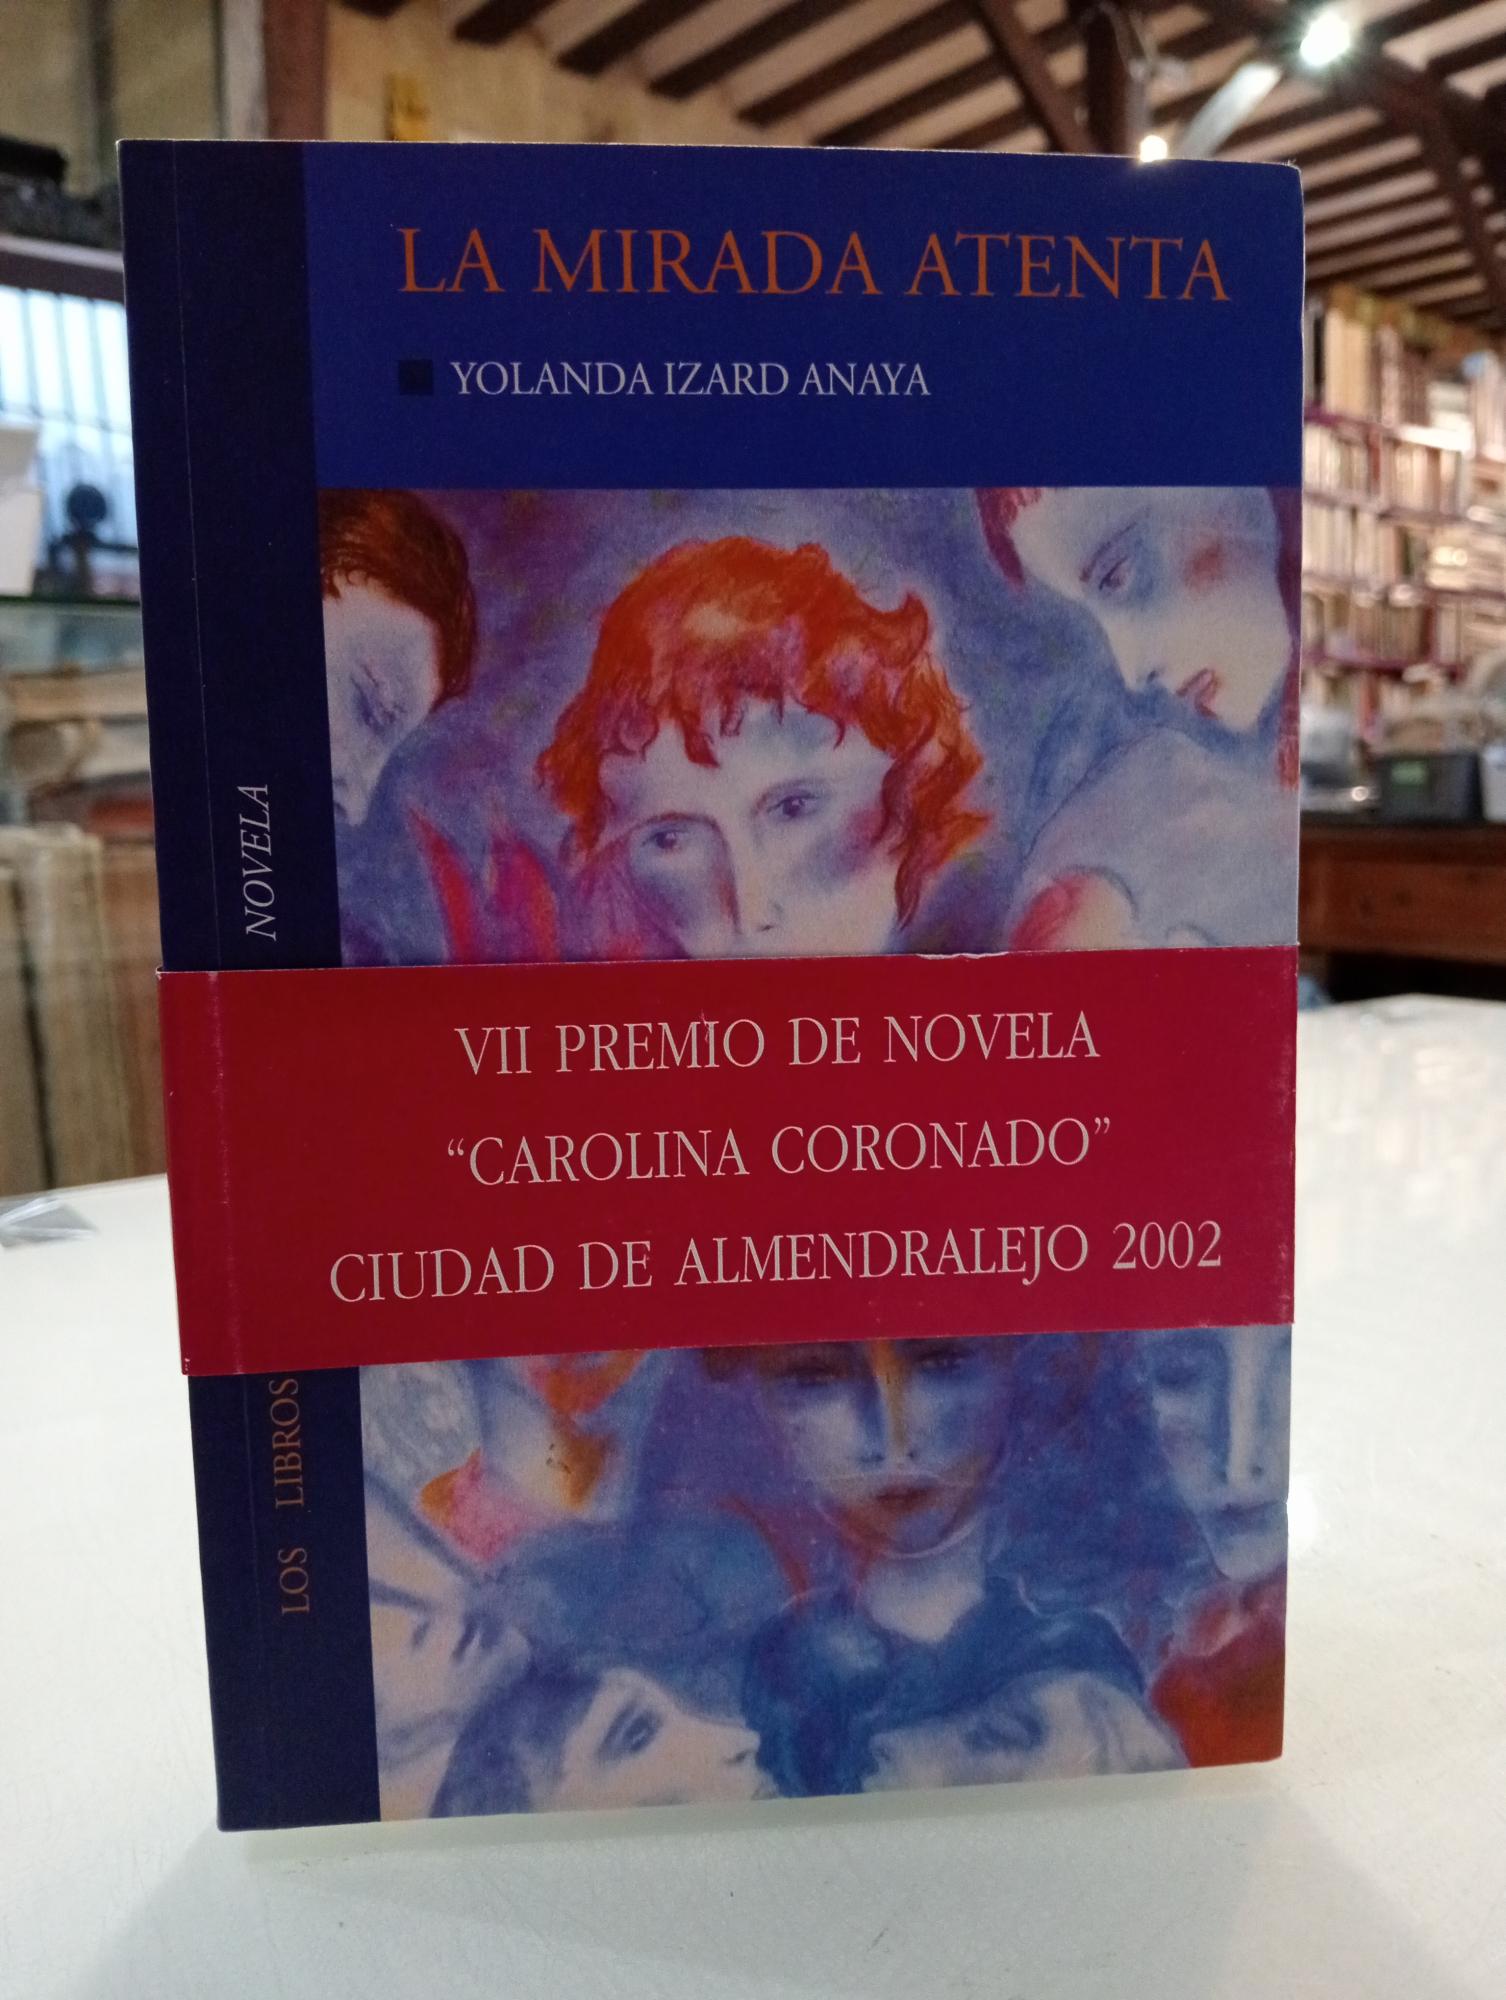 LA MIRADA ATENTA
YOLANDA IZARD ANAYA
NOVELA
VII PREMIO DE NOVELA
“CAROLINA CORONADO”
CIUDAD DE ALMENDRALEJO 2002
LOS LIBROS